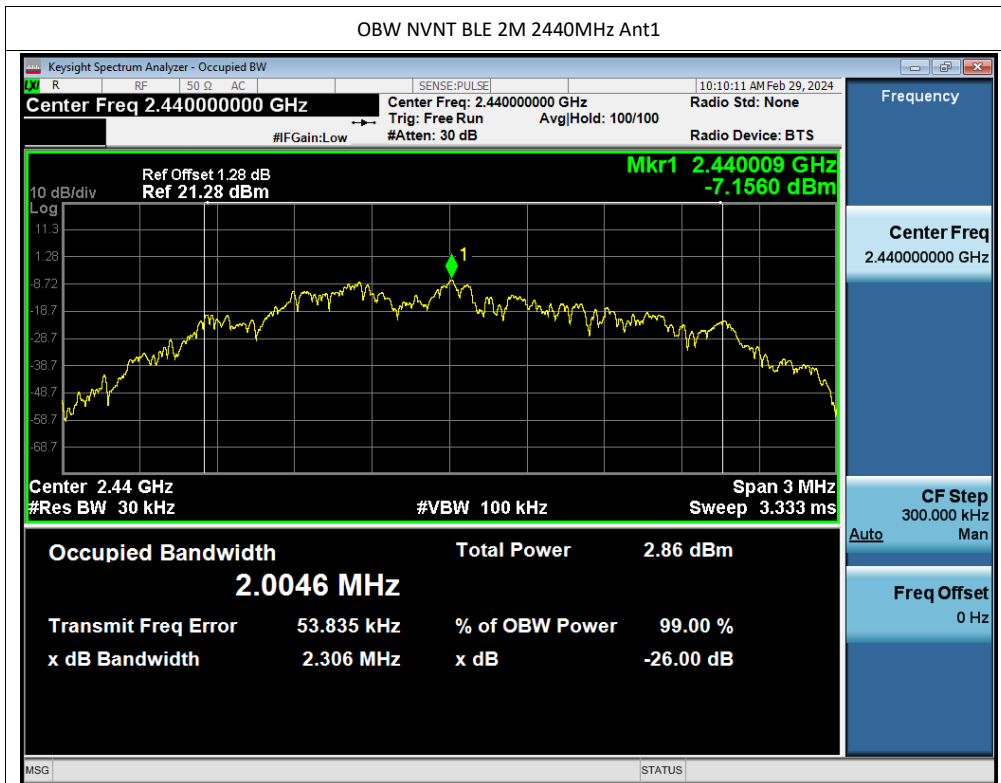 OBW NVNT BLE 2M 2440MHz Ant1
Keysight Spectrum Analyzer - Occupied BW
LXI R RF 50 Ω AC SENSE:PULSE 10:10:11 AM Feb 29, 2024
Center Freq 2.440000000 GHz
Center Freq: 2.440000000 GHz Radio Std: None
Trig: Free Run Avg|Hold: 100/100
#IFGain:Low #Atten: 30 dB Radio Device: BTS
Mkr1 2.440009 GHz
-7.1560 dBm
Ref Offset 1.28 dB
10 dB/div Ref 21.28 dBm
Log
11.3
1.28
-8.72
-18.7
-28.7
-38.7
-48.7
-58.7
-68.7
1
Center 2.44 GHz Span 3 MHz
#Res BW 30 kHz #VBW 100 kHz Sweep 3.333 ms
Occupied Bandwidth Total Power 2.86 dBm
2.0046 MHz
Transmit Freq Error 53.835 kHz % of OBW Power 99.00 %
x dB Bandwidth 2.306 MHz x dB -26.00 dB
MSG STATUS
Frequency
Center Freq
2.440000000 GHz
CF Step
300.000 kHz
Auto Man
Freq Offset
0 Hz